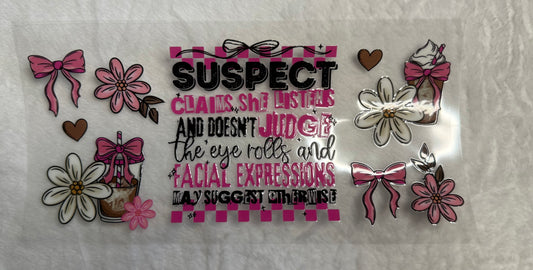 SUSPECT
CLAIMS SHE LISTENS
AND DOESN'T JUDGE
the eye rolls and
FACIAL EXPRESSIONS
MAY SUGGEST OTHERWISE